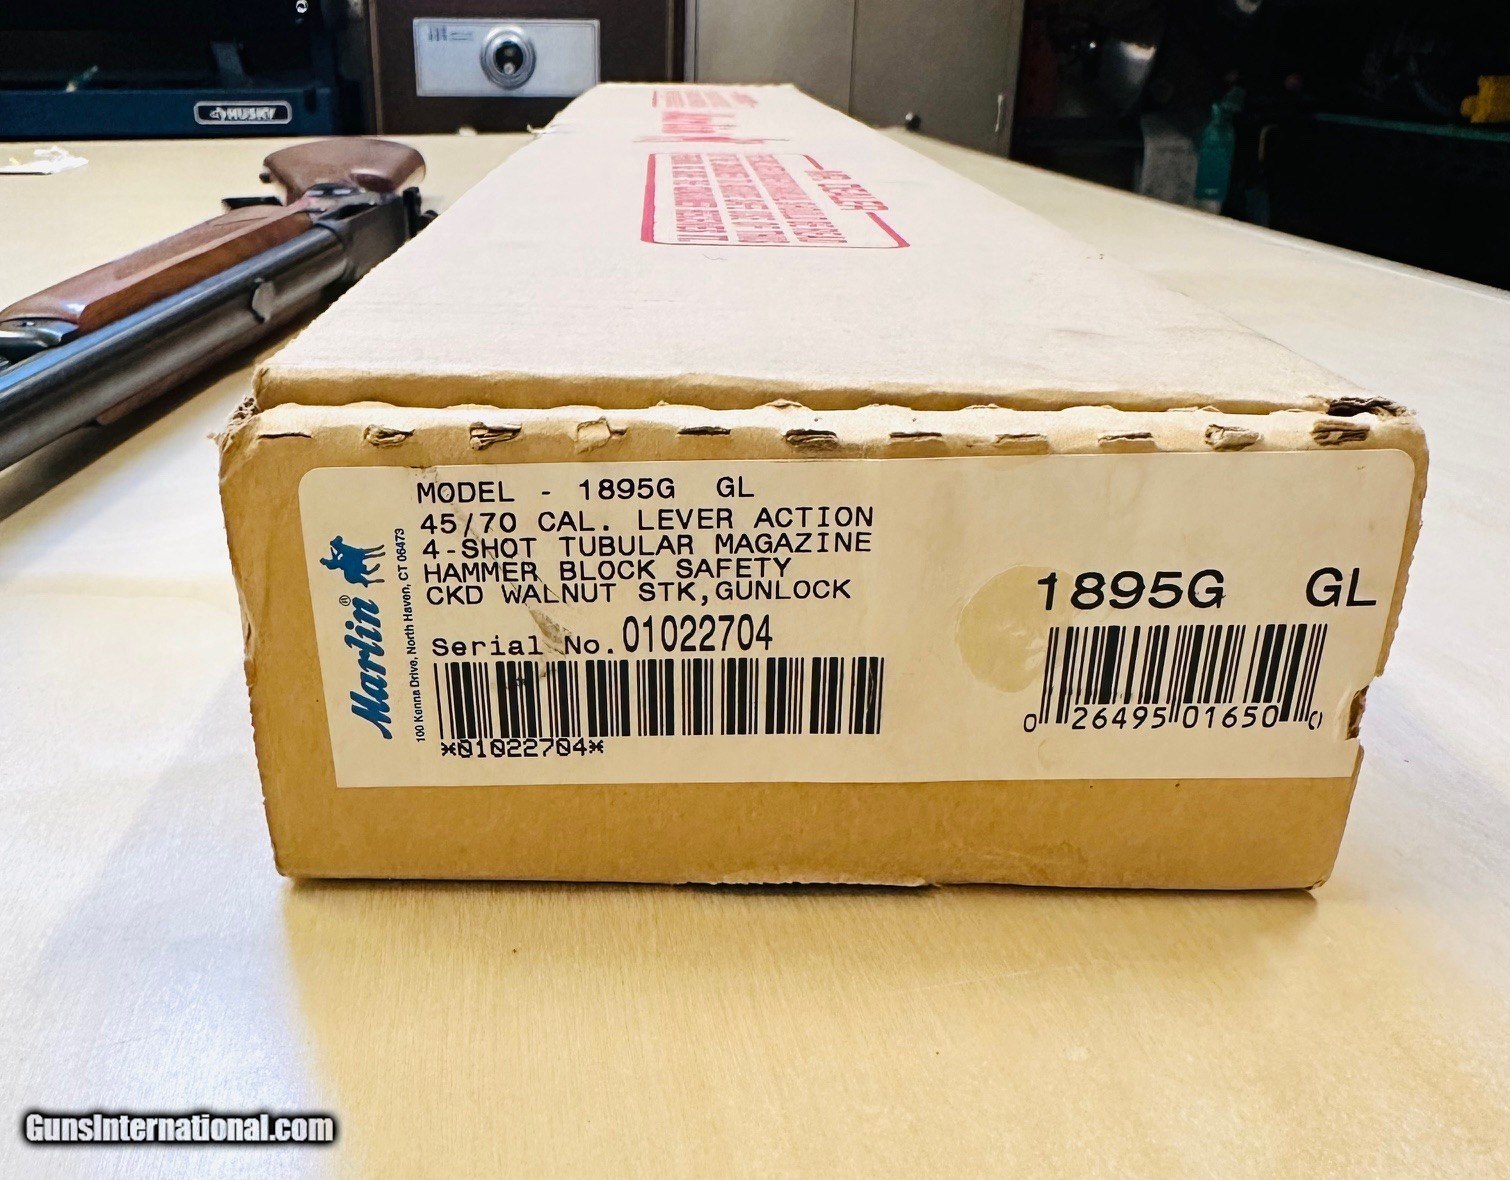 HUSKY
MODEL - 1895G GL
45/70 CAL. LEVER ACTION
4-SHOT TUBULAR MAGAZINE
HAMMER BLOCK SAFETY
CKD WALNUT STK,GUNLOCK
Serial No. 01022704
*01022704*
Marlin®
100 Kenna Drive, North Haven, CT 06473
1895G GL
0 26495 01650 0
GunsInternational.com